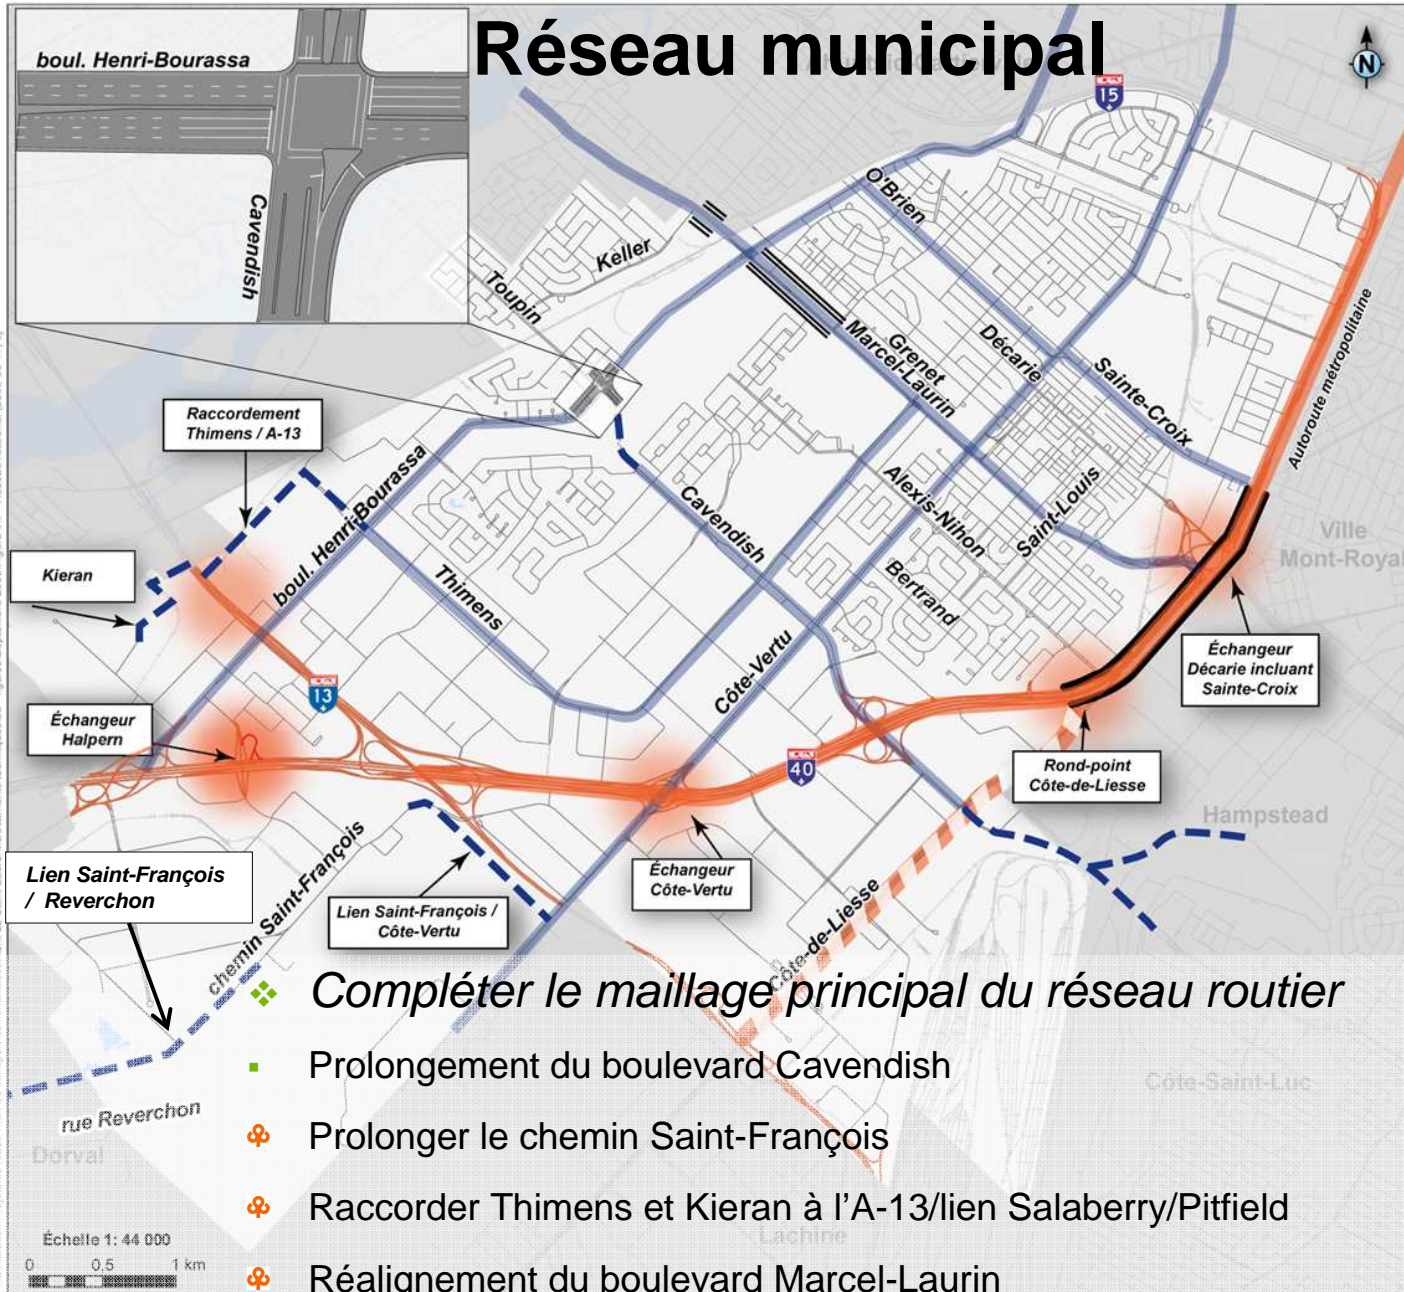 Réseau municipal
boul. Henri-Bourassa
Cavendish
N
15
O'Brien
Keller
Toupin
Grenet
Marcel-Laurin
Décarie
Sainte-Croix
Autoroute métropolitaine
Raccordement
Thimens / A-13
boul. Henri-Bourassa
Cavendish
Alexis-Nihon
Saint-Louis
Ville
Mont-Royal
Kieran
Thimens
Bertrand
Côte-Vertu
Échangeur
Décarie incluant
Sainte-Croix
13
Échangeur
Halpern
40
Rond-point
Côte-de-Liesse
Hampstead
Lien Saint-François
/ Reverchon
chemin Saint-François
Lien Saint-François /
Côte-Vertu
Échangeur
Côte-Vertu
Côte-de-Liesse
Compléter le maillage principal du réseau routier
Prolongement du boulevard Cavendish
Côte-Saint-Luc
rue Reverchon
Prolonger le chemin Saint-François
Dorval
Raccorder Thimens et Kieran à l'A-13/lien Salaberry/Pitfield
Lachine
Échelle 1: 44 000
0 0,5 1 km
Réalignement du boulevard Marcel-Laurin